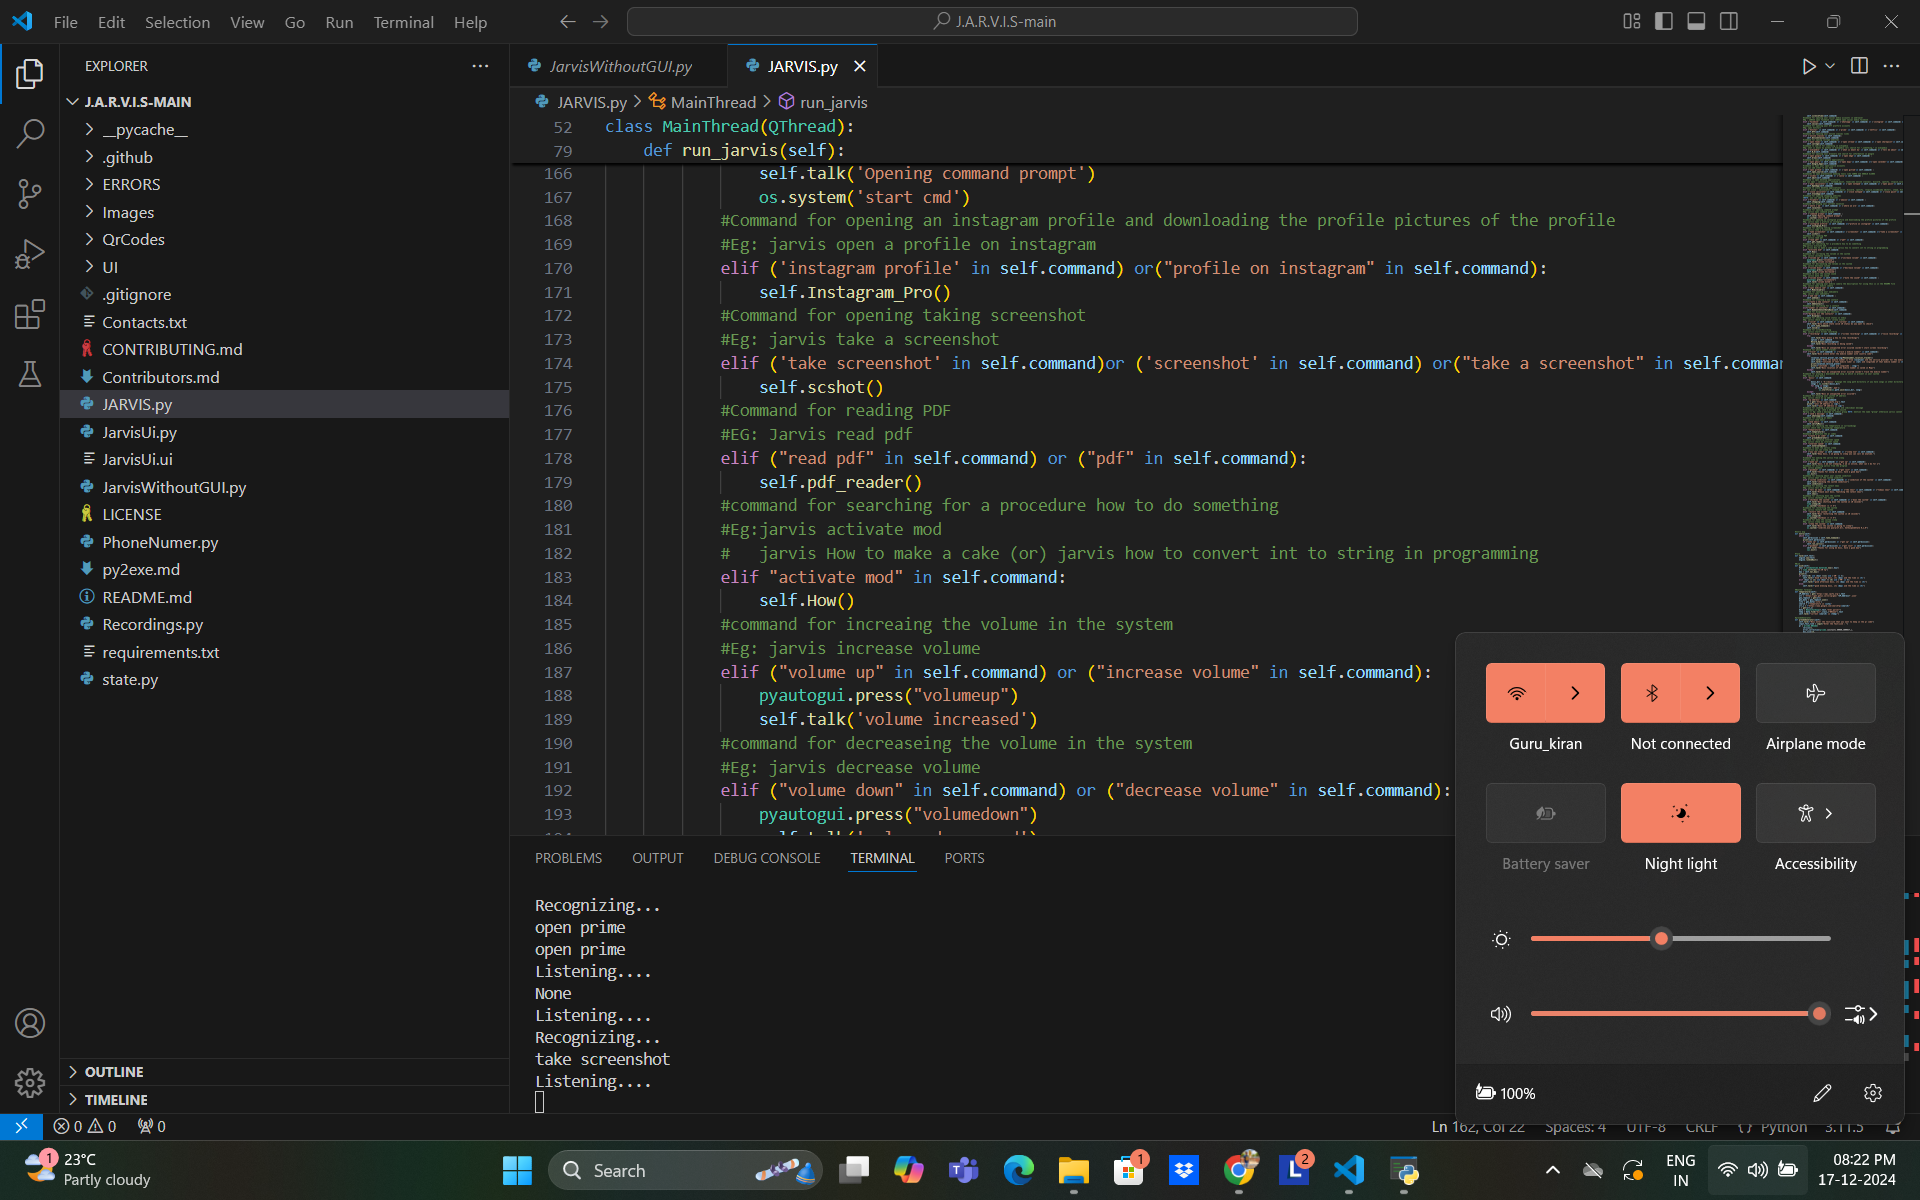 File Edit Selection View Go Run Terminal Help
J.A.R.V.I.S-main
EXPLORER
J.A.R.V.I.S-MAIN
__pycache__
.github
ERRORS
Images
QrCodes
UI
.gitignore
Contacts.txt
CONTRIBUTING.md
Contributors.md
JARVIS.py
JarvisUi.py
JarvisUi.ui
JarvisWithoutGUI.py
LICENSE
PhoneNumer.py
py2exe.md
README.md
Recordings.py
requirements.txt
state.py
OUTLINE
TIMELINE
JarvisWithoutGUI.py JARVIS.py
JARVIS.py > MainThread > run_jarvis
52 class MainThread(QThread):
79 def run_jarvis(self):
166 self.talk('Opening command prompt')
167 os.system('start cmd')
168 #Command for opening an instagram profile and downloading the profile pictures of the profile
169 #Eg: jarvis open a profile on instagram
170 elif ('instagram profile' in self.command) or("profile on instagram" in self.command):
171 self.Instagram_Pro()
172 #Command for opening taking screenshot
173 #Eg: jarvis take a screenshot
174 elif ('take screenshot' in self.command)or ('screenshot' in self.command) or("take a screenshot" in self.comman
175 self.scshot()
176 #Command for reading PDF
177 #EG: Jarvis read pdf
178 elif ("read pdf" in self.command) or ("pdf" in self.command):
179 self.pdf_reader()
180 #command for searching for a procedure how to do something
181 #Eg:jarvis activate mod
182 #   jarvis How to make a cake (or) jarvis how to convert int to string in programming
183 elif "activate mod" in self.command:
184 self.How()
185 #command for increaing the volume in the system
186 #Eg: jarvis increase volume
187 elif ("volume up" in self.command) or ("increase volume" in self.command):
188 pyautogui.press("volumeup")
189 self.talk('volume increased')
190 #command for decreaseing the volume in the system
191 #Eg: jarvis decrease volume
192 elif ("volume down" in self.command) or ("decrease volume" in self.command):
193 pyautogui.press("volumedown")
PROBLEMS OUTPUT DEBUG CONSOLE TERMINAL PORTS
Recognizing...
open prime
open prime
Listening....
None
Listening....
Recognizing...
take screenshot
Listening....
Guru_kiran Not connected Airplane mode
Battery saver Night light Accessibility
100%
0 0 0
Ln 162, Col 22 Spaces: 4 UTF-8 CRLF {} Python 3.11.5
1
23°C
Partly cloudy
Search
1
L 2
ENG
IN
08:22 PM
17-12-2024